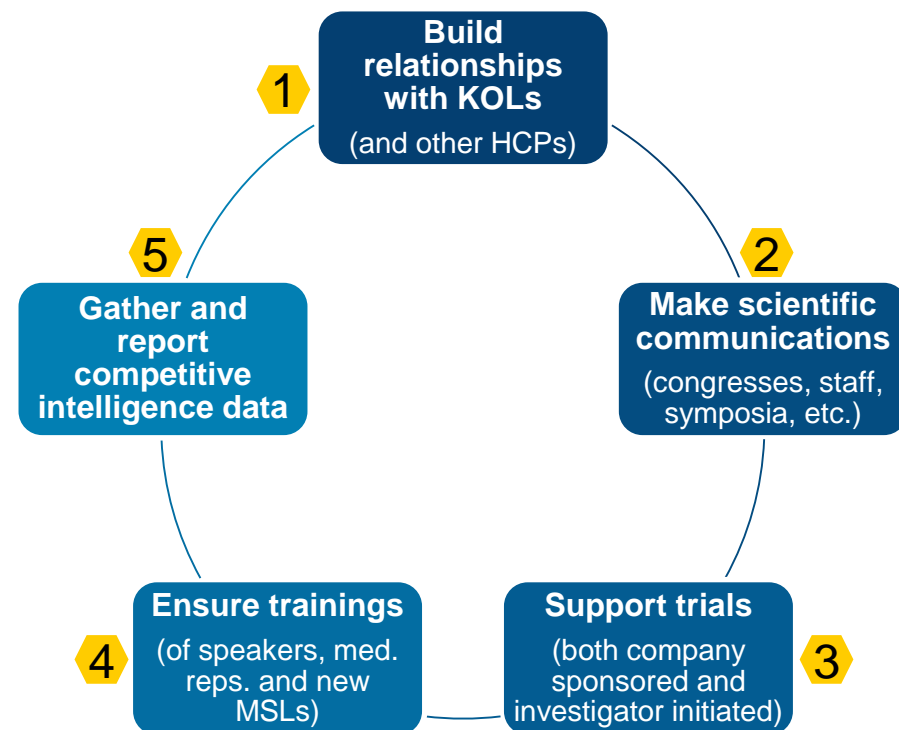 1
Build
relationships
with KOLs
(and other HCPs)
2
Make scientific
communications
(congresses, staff,
symposia, etc.)
3
Support trials
(both company
sponsored and
investigator initiated)
4
Ensure trainings
(of speakers, med.
reps. and new
MSLs)
5
Gather and
report
competitive
intelligence data